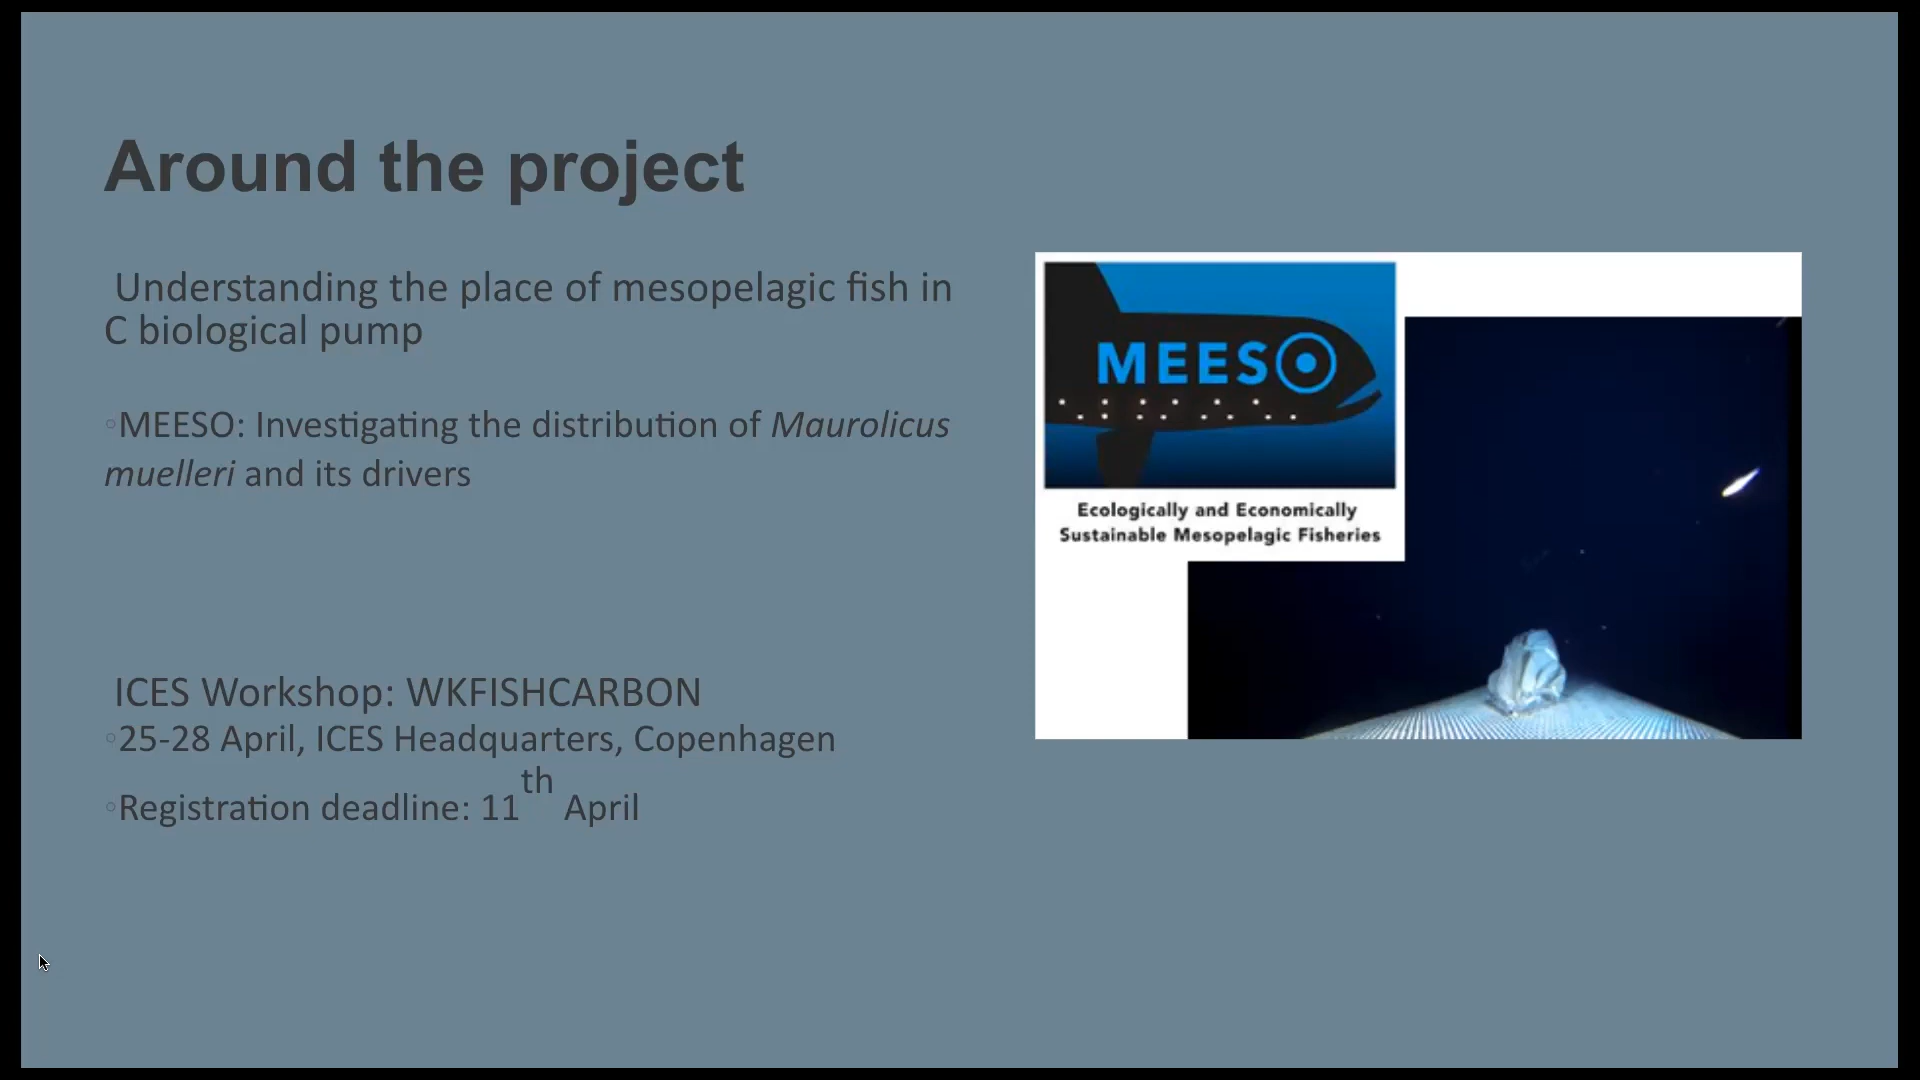 Around the project
Understanding the place of mesopelagic fish in
C biological pump
◦MEESO: Investigating the distribution of Maurolicus
muelleri and its drivers
ICES Workshop: WKFISHCARBON
◦25-28 April, ICES Headquarters, Copenhagen
◦Registration deadline: 11th April
MEESO
Ecologically and Economically
Sustainable Mesopelagic Fisheries